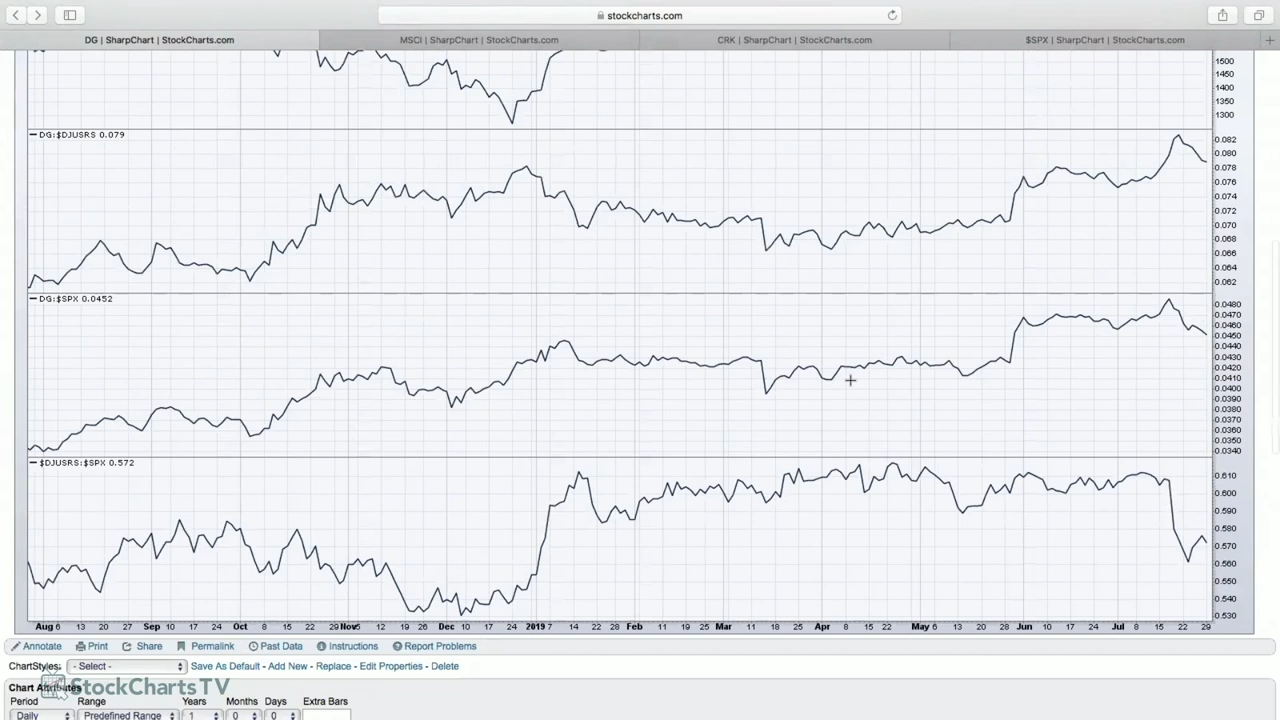 stockcharts.com
DG | SharpChart | StockCharts.com
MSCI | SharpChart | StockCharts.com
CRK | SharpChart | StockCharts.com
$SPX | SharpChart | StockCharts.com
1500
1450
1400
1350
1300
DG:$DJUSRS 0.079
0.082
0.080
0.078
0.076
0.074
0.072
0.070
0.068
0.066
0.064
0.062
DG:$SPX 0.0452
0.0480
0.0470
0.0460
0.0450
0.0440
0.0430
0.0420
0.0410
0.0400
0.0390
0.0380
0.0370
0.0360
0.0350
0.0340
$DJUSRS:$SPX 0.572
0.610
0.600
0.590
0.580
0.570
0.560
0.550
0.540
0.530
Aug 6 13 20 27 Sep 10 17 24 Oct 8 15 22 29 Nov 5 12 19 26 Dec 10 17 24 2019 7 14 22 28 Feb 11 19 25 Mar 11 18 25 Apr 8 15 22 May 6 13 20 28 Jun 10 17 24 Jul 8 15 22 29
Annotate Print Share Permalink Past Data Instructions Report Problems
ChartStyles: - Select - Save As Default - Add New - Replace - Edit Properties - Delete
Chart Attributes
StockChartsTV
Period Range Years Months Days Extra Bars
Daily Predefined Range 1 0 0